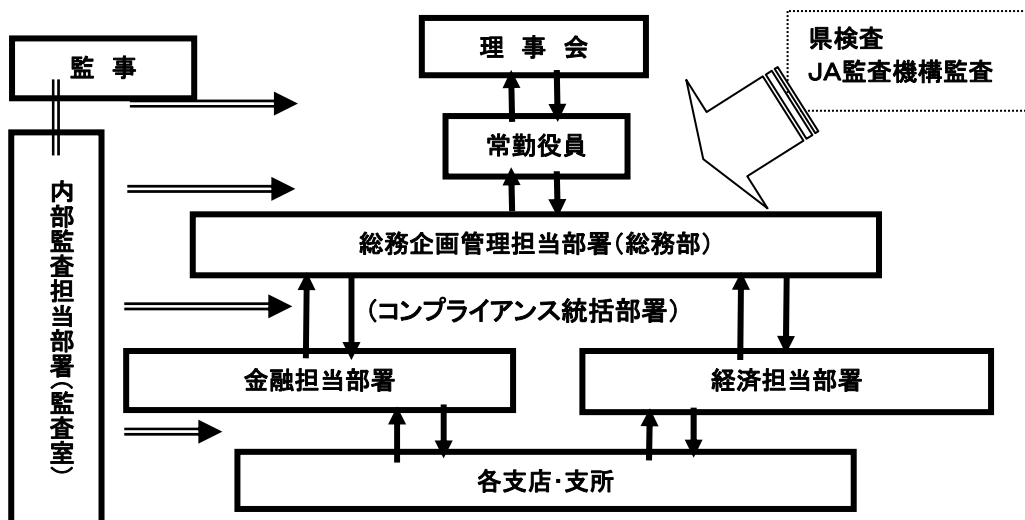 理 事 会
県検査
ＪＡ監査機構監査
監 事
常勤役員
総務企画管理担当部署（総務部）
（コンプライアンス統括部署）
内部監査担当部署（監査室）
金融担当部署
経済担当部署
各支店・支所